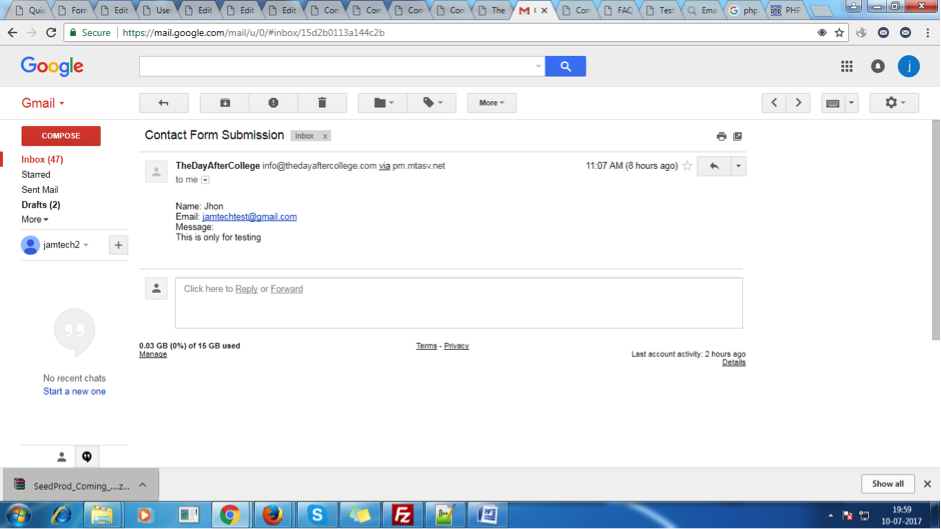 Quic
Forn
Edit
User
Edit
Edit
Edit
Con
Con
Con
Con
The
Con
FAQ
Test
Ema
php
PHP
Secure https://mail.google.com/mail/u/0/#inbox/15d2b0113a144c2b
Google
j
Gmail
More
COMPOSE
Inbox (47)
Starred
Sent Mail
Drafts (2)
More
jamtech2
No recent chats
Start a new one
Contact Form Submission Inbox x
TheDayAfterCollege info@thedayaftercollege.com via pm.mtasv.net 11:07 AM (8 hours ago)
to me
Name: Jhon
Email: jamtechtest@gmail.com
Message:
This is only for testing
Click here to Reply or Forward
0.03 GB (0%) of 15 GB used
Manage
Terms - Privacy
Last account activity: 2 hours ago
Details
SeedProd_Coming_....z...
Show all
19:59
10-07-2017